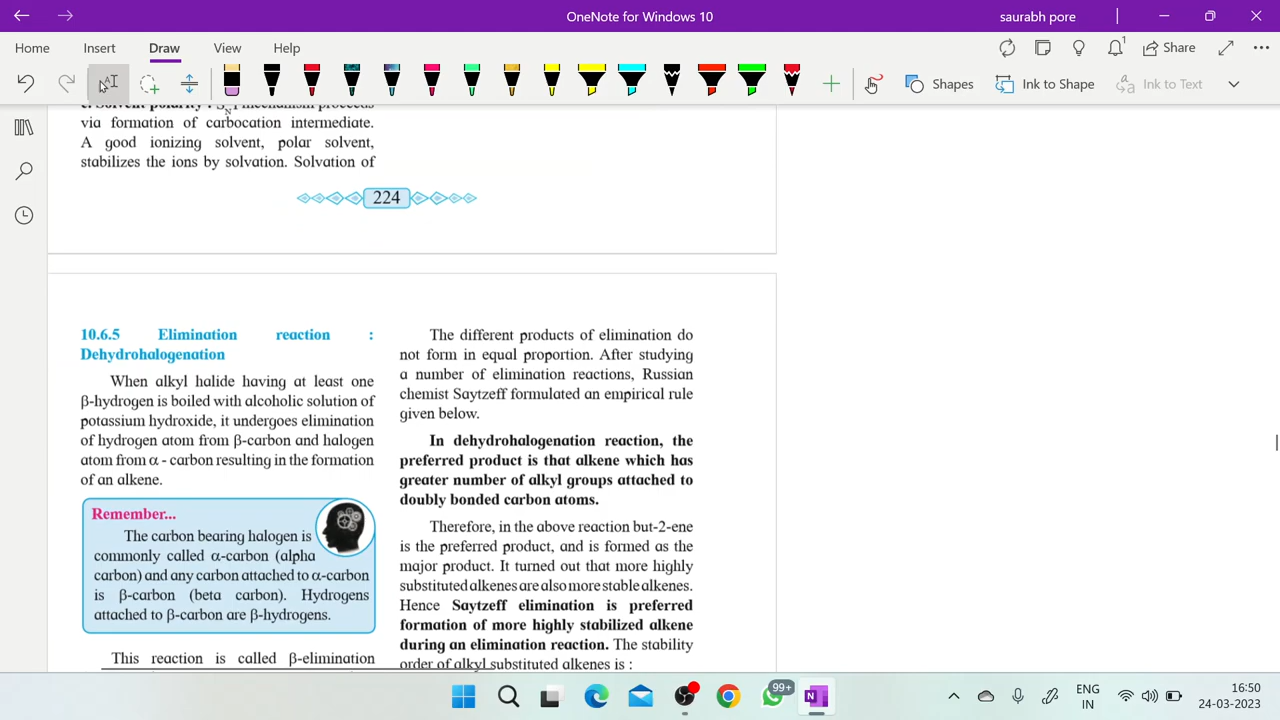 OneNote for Windows 10
saurabh pore
Home
Insert
Draw
View
Help
1
Share
Shapes
Ink to Shape
Ink to Text
c. Solvent polarity : SN1 mechanism proceeds
via formation of carbocation intermediate.
A good ionizing solvent, polar solvent,
stabilizes the ions by solvation. Solvation of
224
10.6.5 Elimination reaction :
Dehydrohalogenation
When alkyl halide having at least one
β-hydrogen is boiled with alcoholic solution of
potassium hydroxide, it undergoes elimination
of hydrogen atom from β-carbon and halogen
atom from α - carbon resulting in the formation
of an alkene.
Remember...
The carbon bearing halogen is
commonly called α-carbon (alpha
carbon) and any carbon attached to α-carbon
is β-carbon (beta carbon). Hydrogens
attached to β-carbon are β-hydrogens.
This reaction is called β-elimination
The different products of elimination do
not form in equal proportion. After studying
a number of elimination reactions, Russian
chemist Saytzeff formulated an empirical rule
given below.
In dehydrohalogenation reaction, the
preferred product is that alkene which has
greater number of alkyl groups attached to
doubly bonded carbon atoms.
Therefore, in the above reaction but-2-ene
is the preferred product, and is formed as the
major product. It turned out that more highly
substituted alkenes are also more stable alkenes.
Hence Saytzeff elimination is preferred
formation of more highly stabilized alkene
during an elimination reaction. The stability
order of alkyl substituted alkenes is :
99+
ENG
IN
16:50
24-03-2023